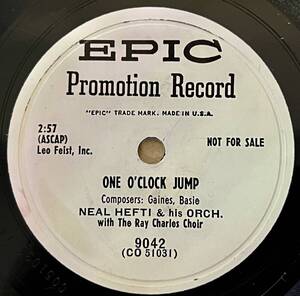 EPIC
Promotion Record
"EPIC" TRADE MARK. MADE IN U.S.A.
2:57
(ASCAP)
Leo Feist, Inc.
NOT FOR SALE
ONE O'CLOCK JUMP
Composers: Gaines, Basie
NEAL HEFTI & his ORCH.
with The Ray Charles Choir
9042
(CO 51031)